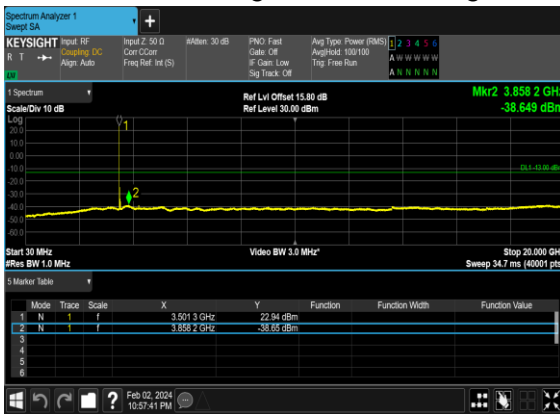 Spectrum Analyzer 1
Swept SA
+
KEYSIGHT Input: RF Input Z: 50 Ω #Atten: 30 dB PNO: Fast Avg Type: Power (RMS) 1 2 3 4 5 6
R T Coupling: DC Corr CCorr Gate: Off Avg|Hold: 100/100 A W W W W W
Align: Auto Freq Ref: Int (S) IF Gain: Low Trig: Free Run
LV Sig Track: Off A N N N N N
1 Spectrum Ref Lvl Offset 15.80 dB Mkr2 3.858 2 GHz
Scale/Div 10 dB Ref Level 30.00 dBm -38.649 dBm
Log
20.0
10.0
0.00
-10.0
DL1 -13.00 dBm
-20.0
-30.0
-40.0
-50.0
-60.0
1
2
Start 30 MHz Video BW 3.0 MHz* Stop 20.000 GH
#Res BW 1.0 MHz Sweep 34.7 ms (40001 pts
5 Marker Table
Mode Trace Scale X Y Function Function Width Function Value
1 N 1 f 3.501 3 GHz 22.94 dBm
2 N 1 f 3.858 2 GHz -38.65 dBm
3
4
5
6
? Feb 02, 2024
10:57:41 PM